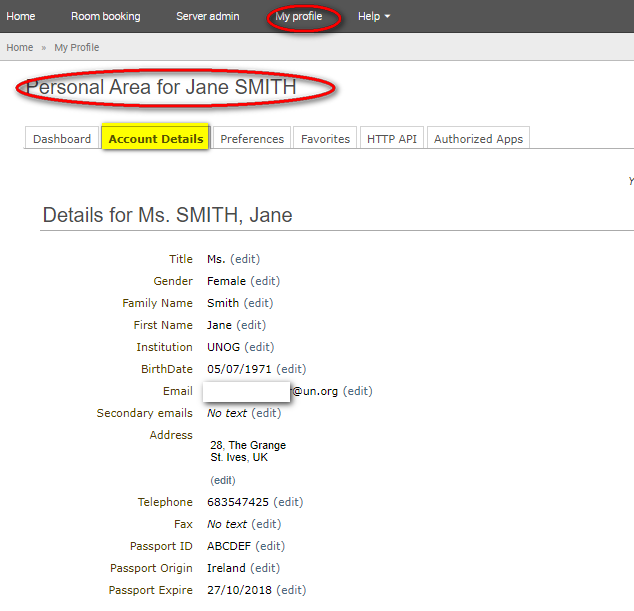 Home Room booking Server admin My profile Help
Home » My Profile
Personal Area for Jane SMITH
Dashboard Account Details Preferences Favorites HTTP API Authorized Apps
Details for Ms. SMITH, Jane
Title Ms. (edit)
Gender Female (edit)
Family Name Smith (edit)
First Name Jane (edit)
Institution UNOG (edit)
BirthDate 05/07/1971 (edit)
Email @un.org (edit)
Secondary emails No text (edit)
Address
28, The Grange
St. Ives, UK
(edit)
Telephone 683547425 (edit)
Fax No text (edit)
Passport ID ABCDEF (edit)
Passport Origin Ireland (edit)
Passport Expire 27/10/2018 (edit)